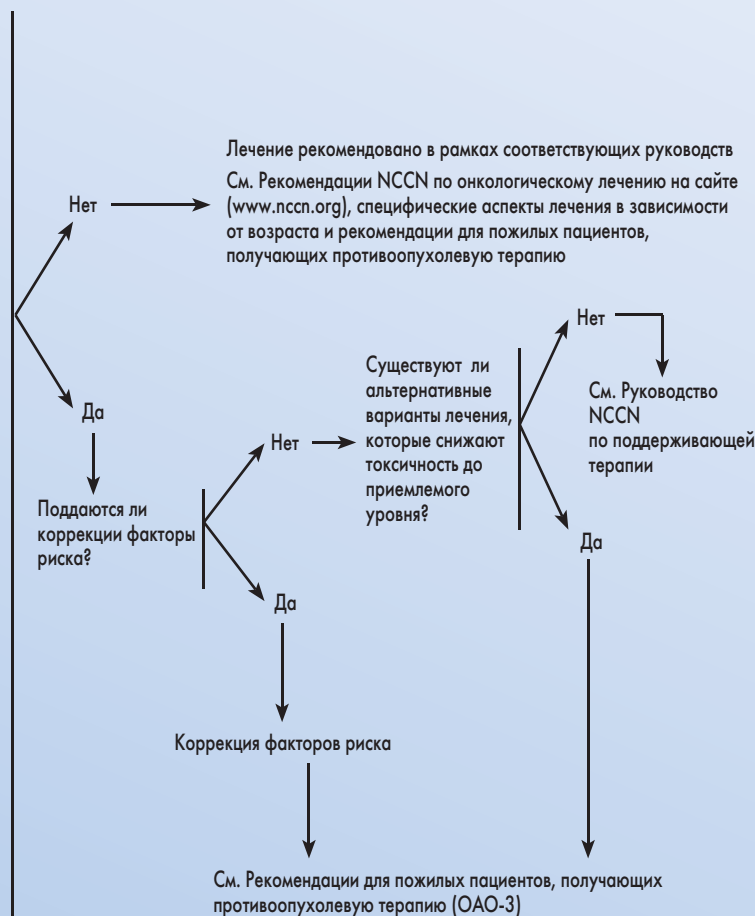 Лечение рекомендовано в рамках соответствующих руководств
См. Рекомендации NCCN по онкологическому лечению на сайте
(www.nccn.org), специфические аспекты лечения в зависимости
от возраста и рекомендации для пожилых пациентов,
получающих противоопухолевую терапию
Нет
Да
Поддаются ли
коррекции факторы
риска?
Нет
Да
Существуют ли
альтернативные
варианты лечения,
которые снижают
токсичность до
приемлемого
уровня?
Нет
См. Руководство
NCCN
по поддерживающей
терапии
Да
Коррекция факторов риска
См. Рекомендации для пожилых пациентов, получающих
противоопухолевую терапию (ОАО-3)